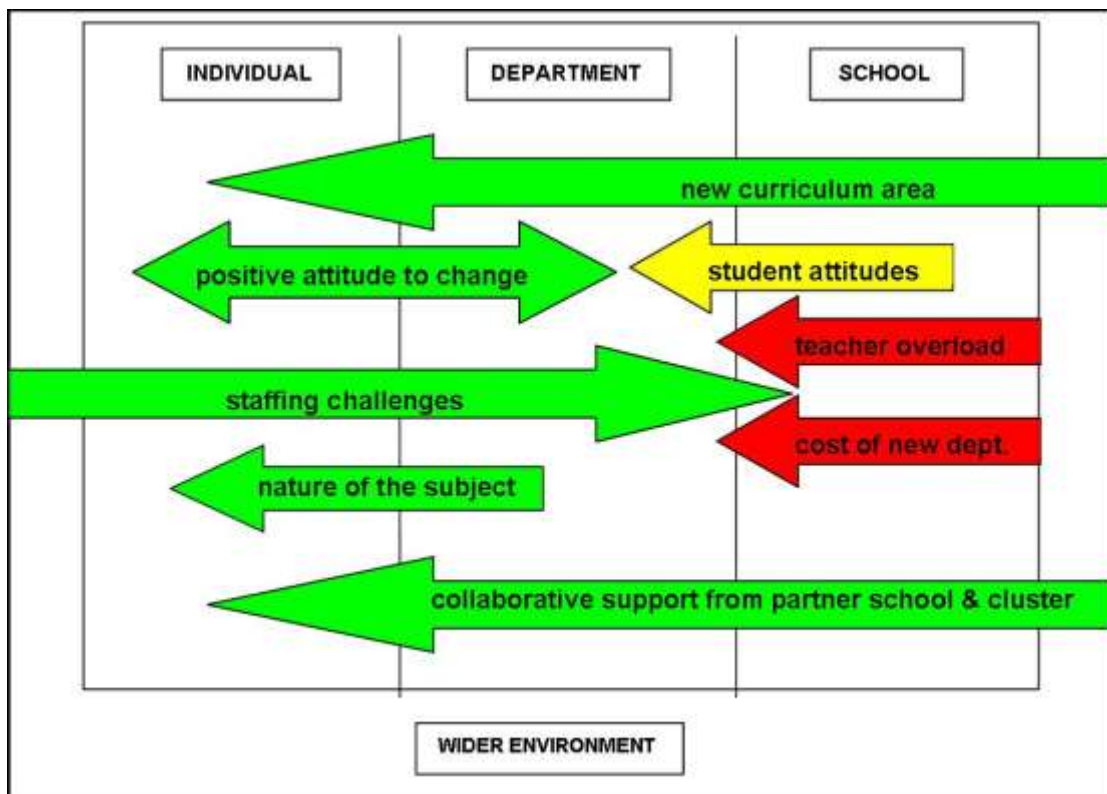 INDIVIDUAL
DEPARTMENT
SCHOOL
new curriculum area
positive attitude to change
student attitudes
teacher overload
staffing challenges
cost of new dept.
nature of the subject
collaborative support from partner school & cluster
WIDER ENVIRONMENT